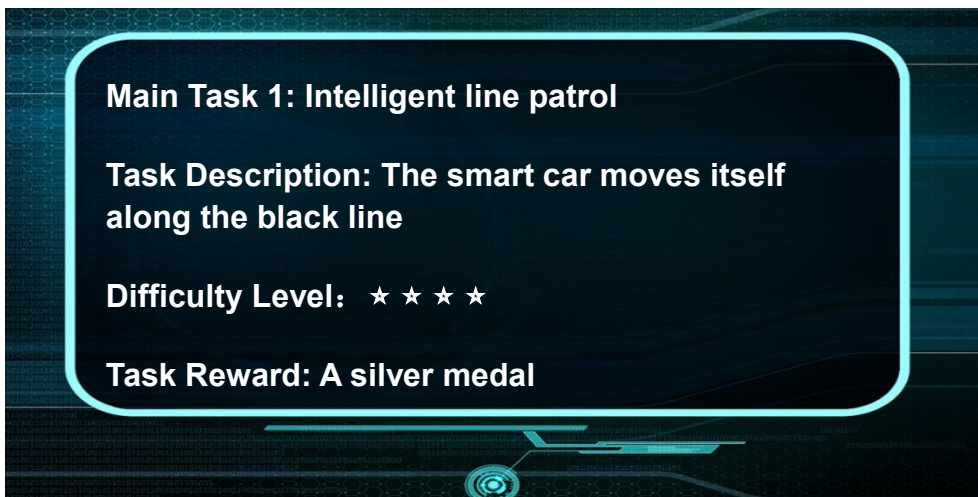 Main Task 1: Intelligent line patrol
Task Description: The smart car moves itself
along the black line
Difficulty Level：★ ★ ★ ★
Task Reward: A silver medal